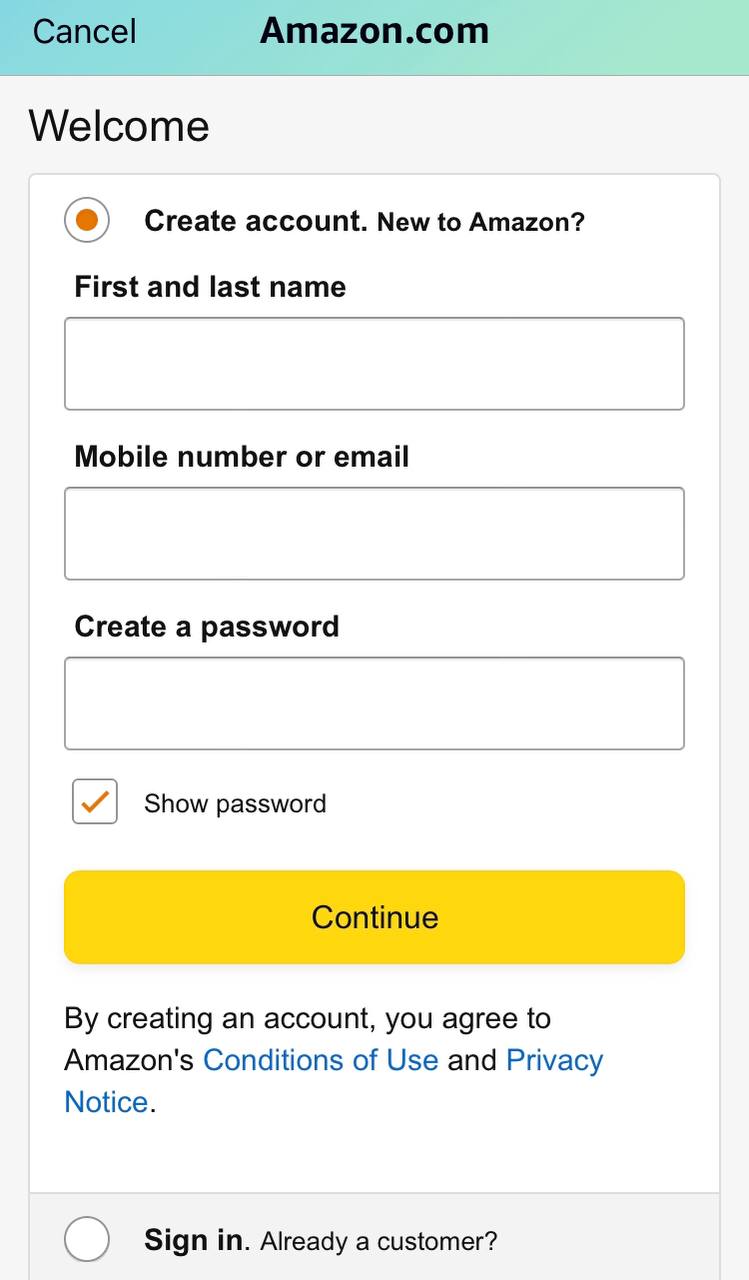 Cancel Amazon.com
Welcome
Create account. New to Amazon?
First and last name
Mobile number or email
Create a password
Show password
Continue
By creating an account, you agree to
Amazon's Conditions of Use and Privacy
Notice.
Sign in. Already a customer?